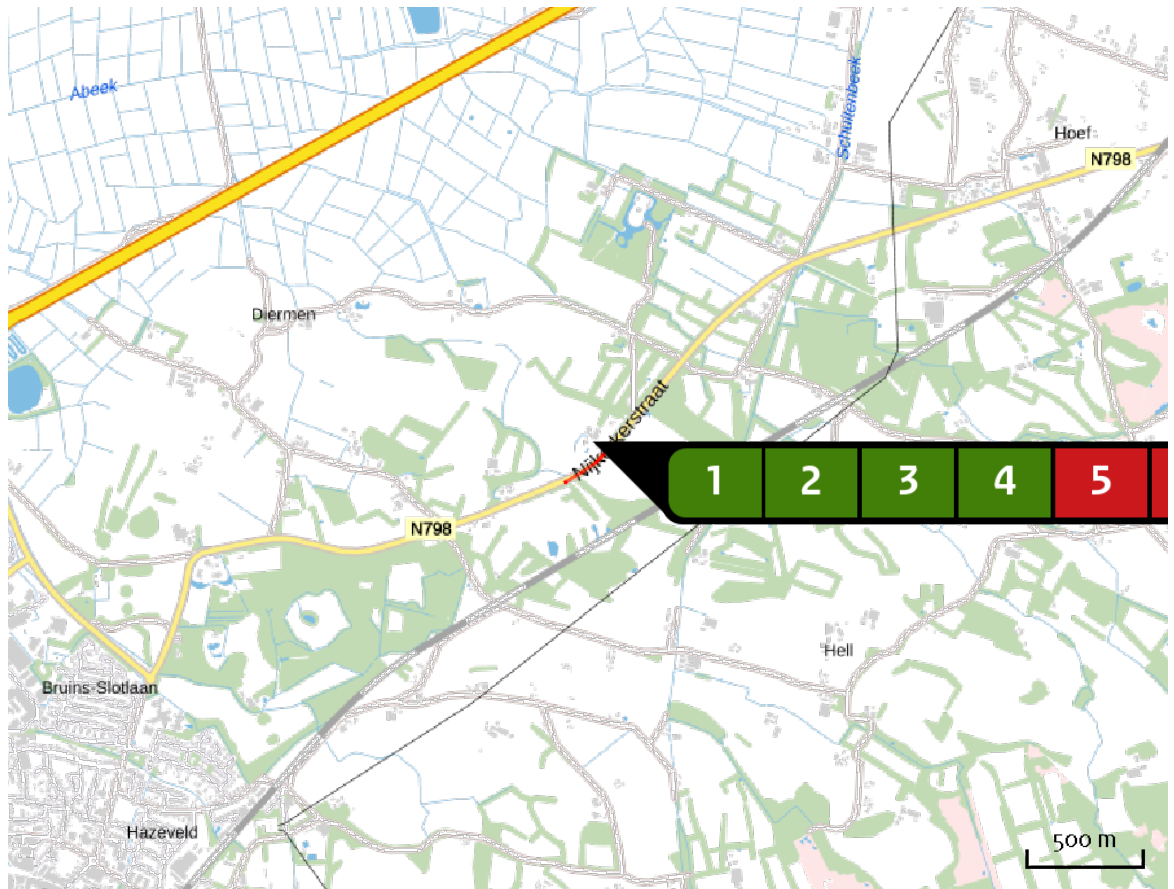 Abeek
Schuitenbeek
Hoef
N798
Diermen
1 2 3 4 5
N798
Hell
Bruins-Slotlaan
Hazeveld
500 m